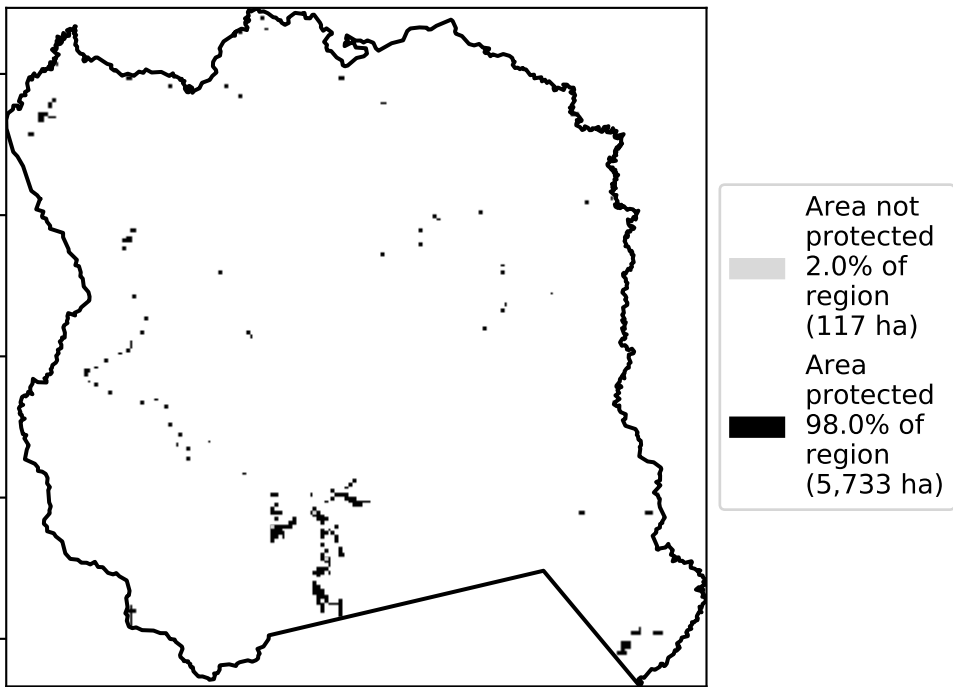 Area not
protected
2.0% of
region
(117 ha)
Area
protected
98.0% of
region
(5,733 ha)